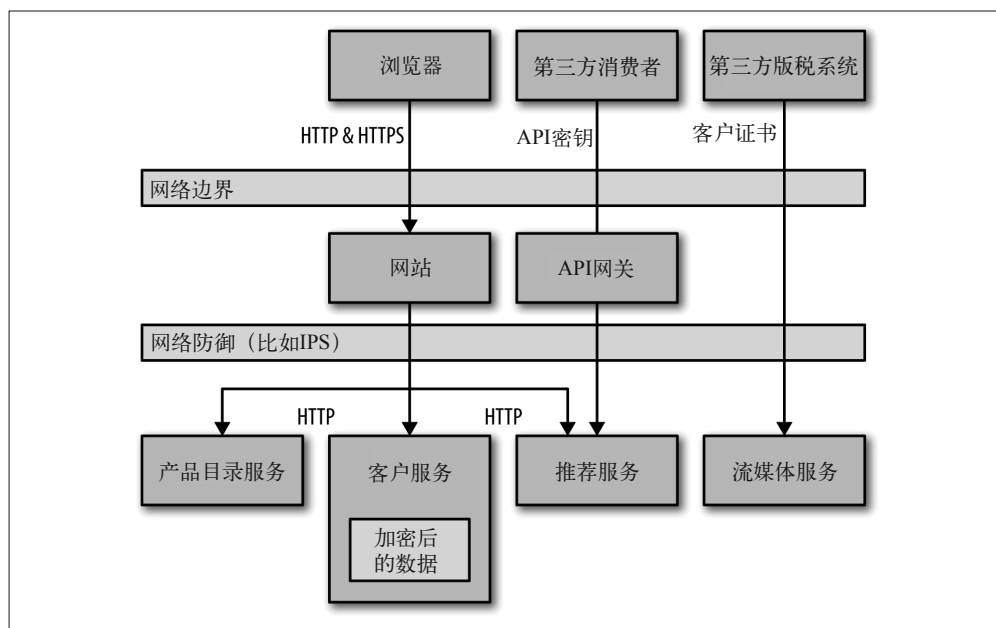 浏览器
第三方消费者
第三方版税系统
HTTP & HTTPS
API密钥
客户证书
网络边界
网站
API网关
网络防御（比如IPS）
HTTP
HTTP
产品目录服务
客户服务
推荐服务
流媒体服务
加密后
的数据